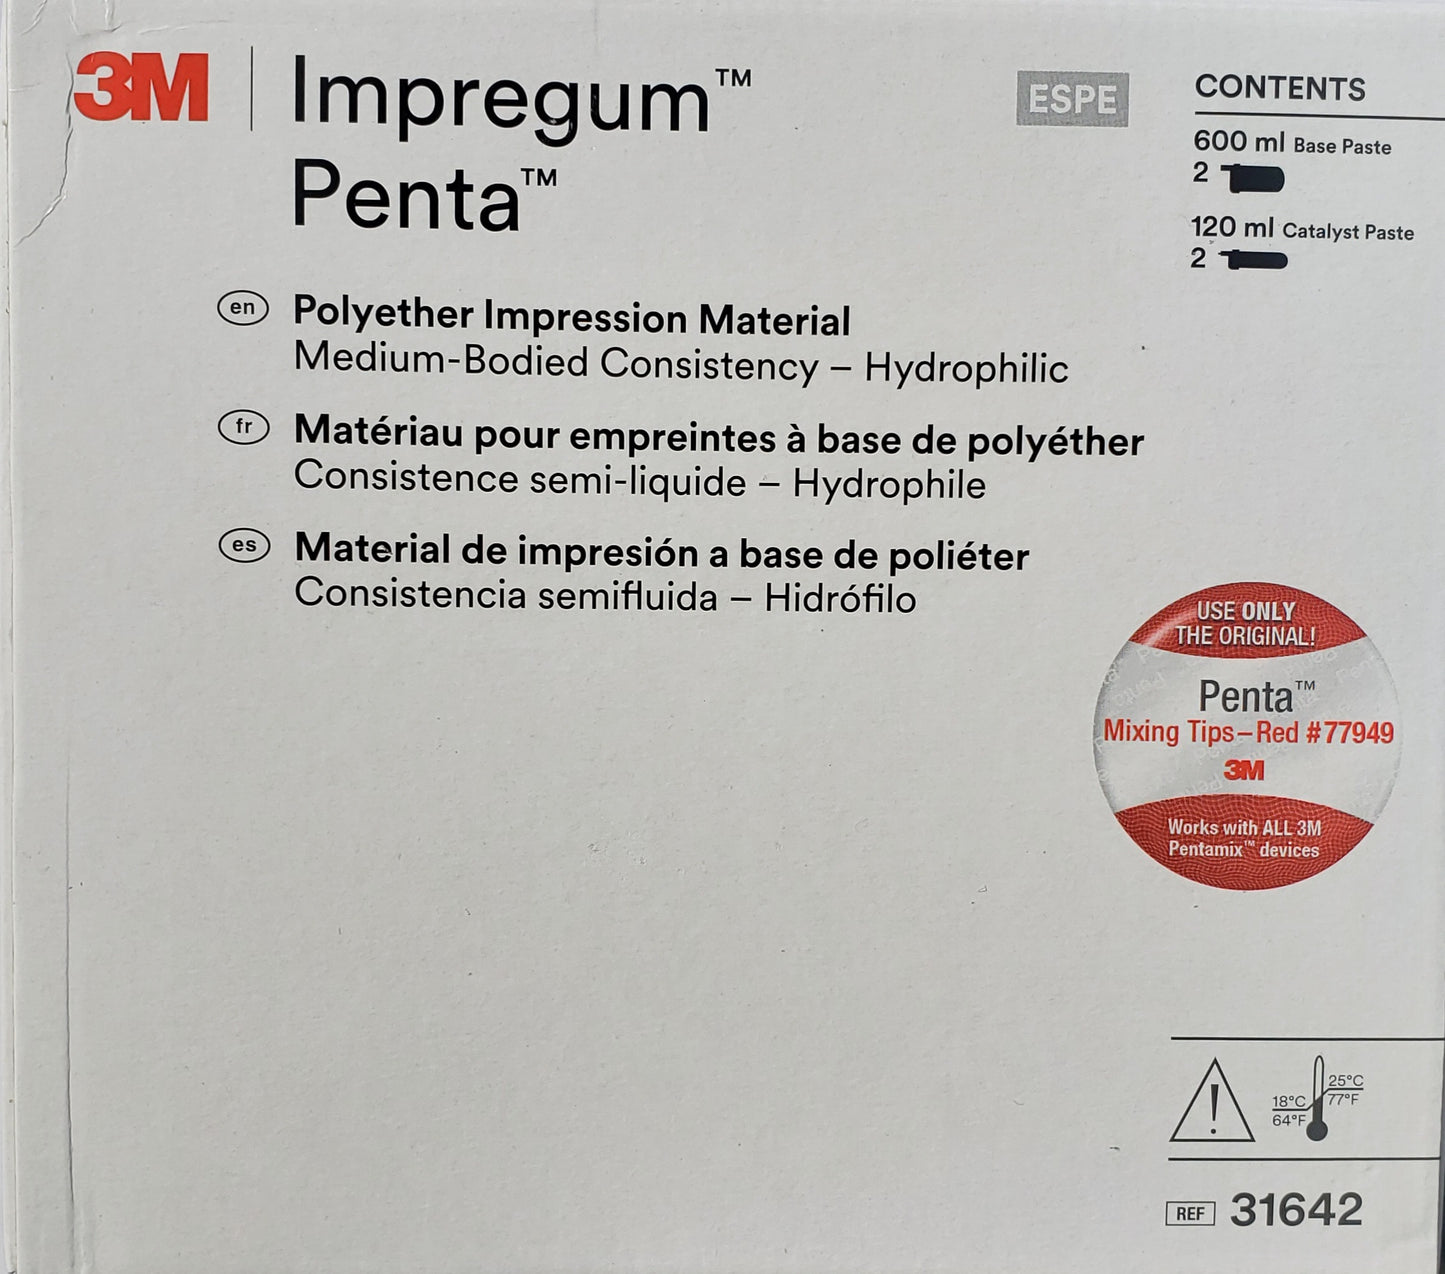 3M
Impregum™
Penta™
ESPE
CONTENTS
600 ml Base Paste
2
120 ml Catalyst Paste
2
en
Polyether Impression Material
Medium-Bodied Consistency – Hydrophilic
fr
Matériau pour empreintes à base de polyéther
Consistence semi-liquide – Hydrophile
es
Material de impresión a base de poliéter
Consistencia semifluida – Hidrófilo
USE ONLY
THE ORIGINAL!
Penta™
Mixing Tips–Red #77949
3M
Works with ALL 3M
Pentamix™ devices
25°C
77°F
18°C
64°F
REF 31642